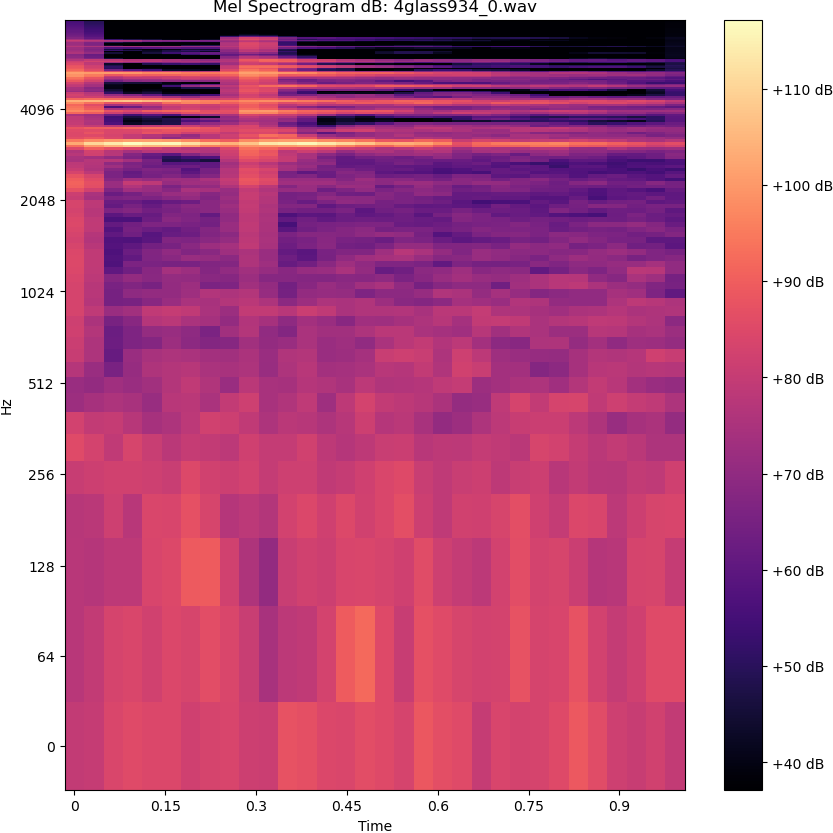 Mel Spectrogram dB: 4glass934_0.wav
4096
2048
1024
512
256
128
64
0
Hz
0 0.15 0.3 0.45 0.6 0.75 0.9
Time
+110 dB
+100 dB
+90 dB
+80 dB
+70 dB
+60 dB
+50 dB
+40 dB